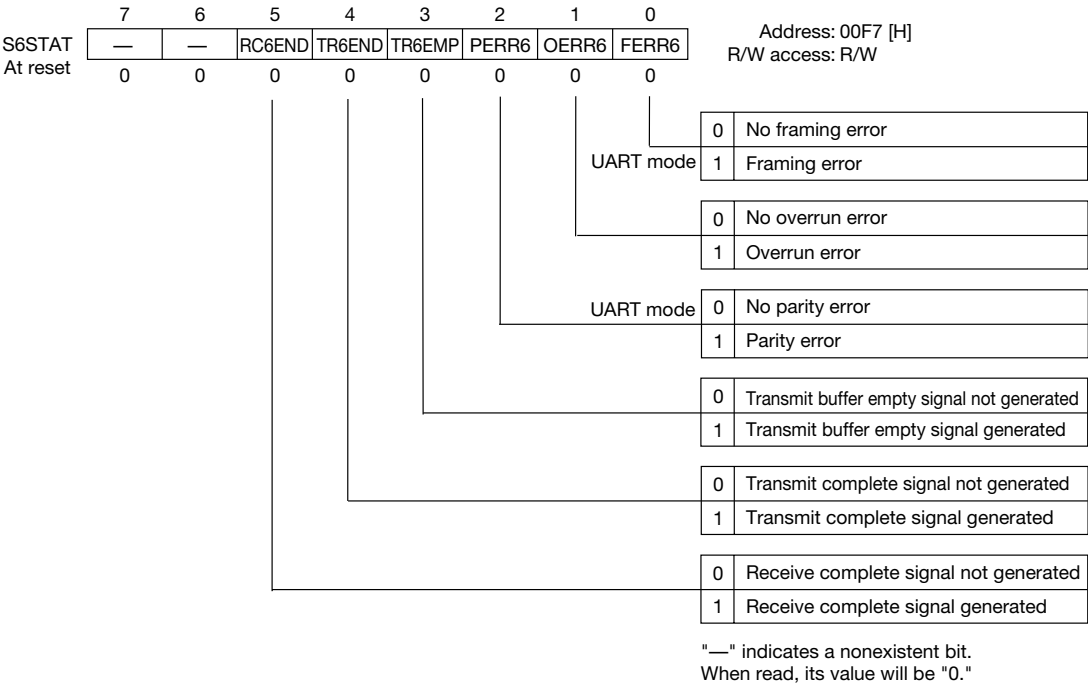 7 6 5 4 3 2 1 0
S6STAT — — RC6END TR6END TR6EMP PERR6 OERR6 FERR6
At reset 0 0 0 0 0 0 0 0
Address: 00F7 [H]
R/W access: R/W
0 No framing error
UART mode 1 Framing error
0 No overrun error
1 Overrun error
UART mode 0 No parity error
1 Parity error
0 Transmit buffer empty signal not generated
1 Transmit buffer empty signal generated
0 Transmit complete signal not generated
1 Transmit complete signal generated
0 Receive complete signal not generated
1 Receive complete signal generated
"—" indicates a nonexistent bit.
When read, its value will be "0."